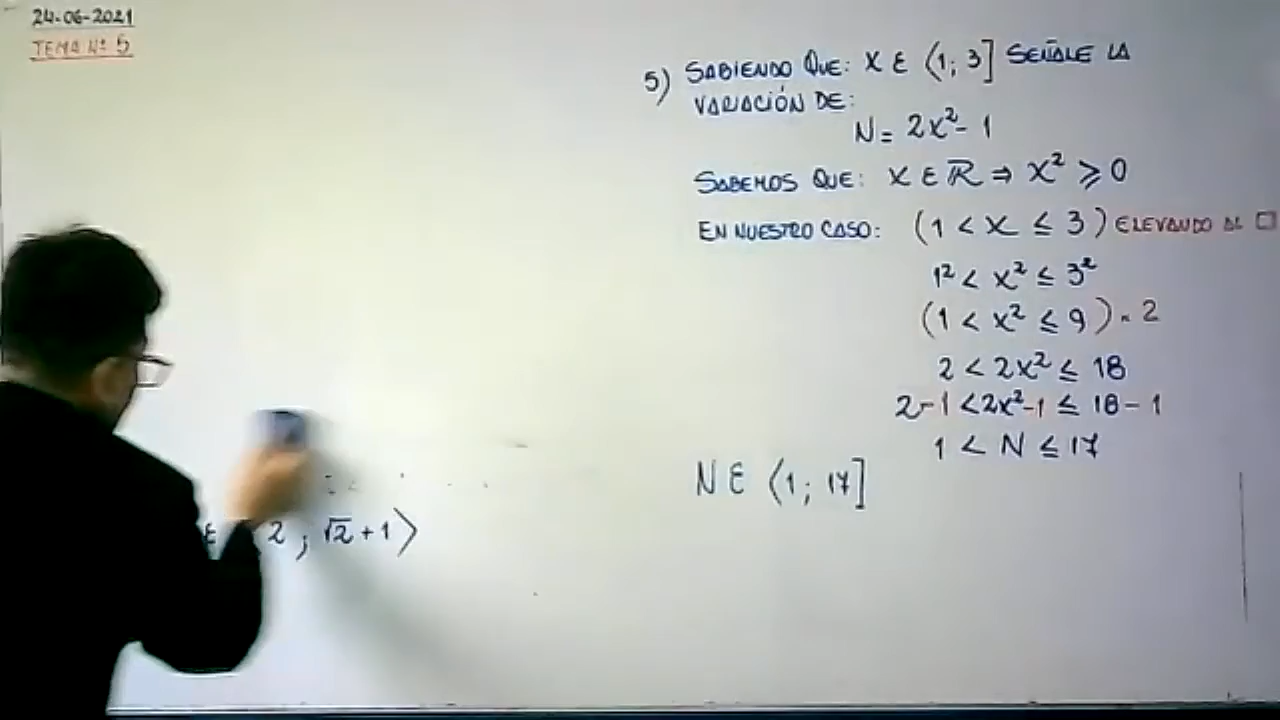 24-06-2021
TEMA Nº 5
5) SABIENDO QUE: X ∈ ⟨1; 3] SEÑALE LA
VARIACIÓN DE:
N = 2x² - 1
SABEMOS QUE: X ∈ ℝ ⇒ X² ⩾ 0
EN NUESTRO CASO: (1 < x ≤ 3) ELEVANDO AL □
1² < x² ≤ 3²
(1 < x² ≤ 9) × 2
2 < 2x² ≤ 18
2-1 < 2x²-1 ≤ 18-1
1 < N ≤ 17
N ∈ ⟨1; 17]
∈ 2 ; √2 + 1⟩